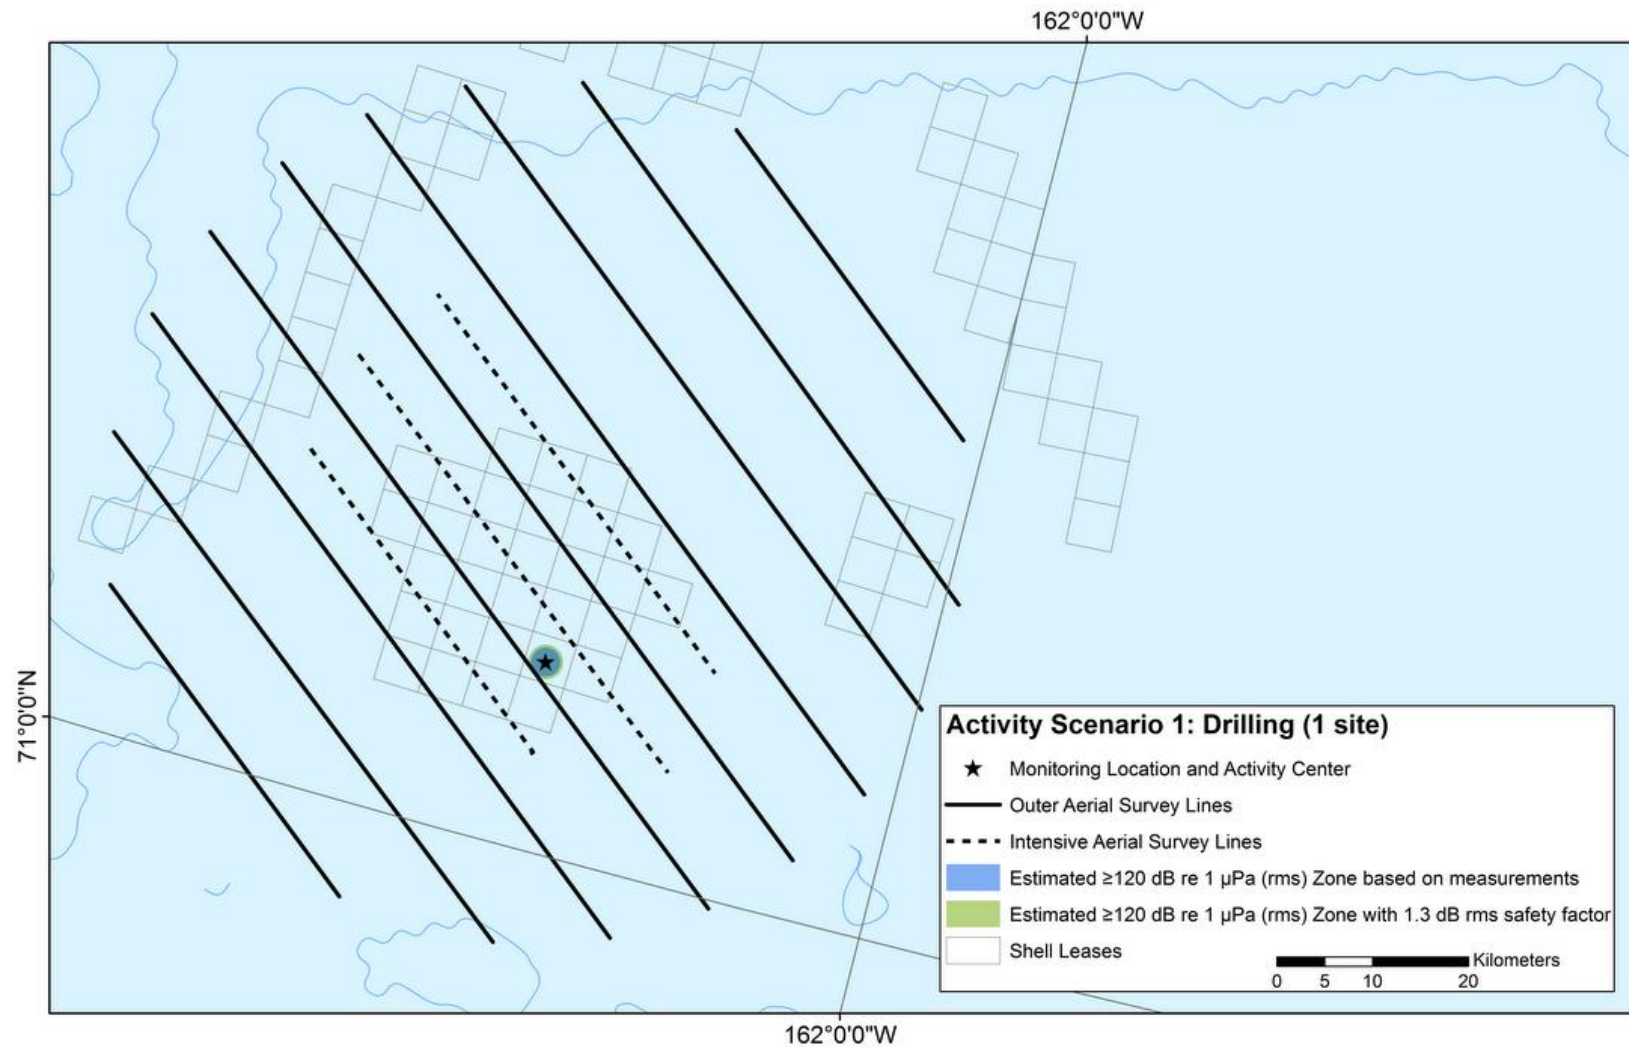 162°0'0"W
71°0'0"N
Activity Scenario 1: Drilling (1 site)
Monitoring Location and Activity Center
Outer Aerial Survey Lines
Intensive Aerial Survey Lines
Estimated ≥120 dB re 1 µPa (rms) Zone based on measurements
Estimated ≥120 dB re 1 µPa (rms) Zone with 1.3 dB rms safety factor
Shell Leases
Kilometers
0 5 10 20
162°0'0"W